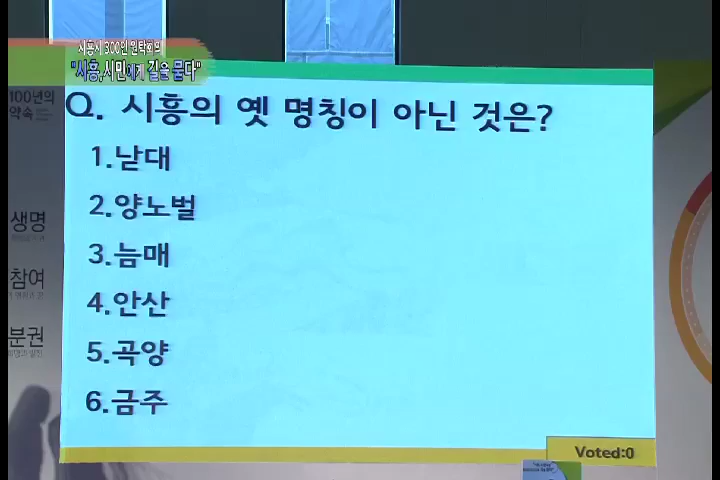 시흥시 300인 원탁회의
"시흥,시민에게 길을 묻다"
100년의
약속
Q. 시흥의 옛 명칭이 아닌 것은?
1.낟대
2.양노벌
3.늠매
4.안산
5.곡양
6.금주
생명
참여
분권
Voted:0